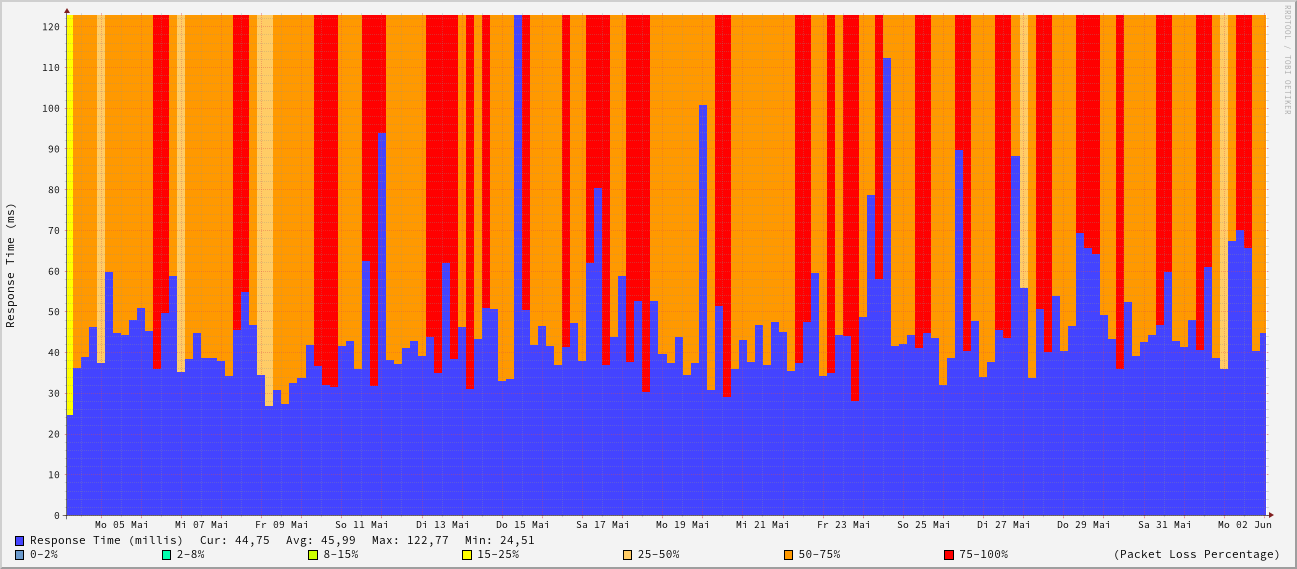 RRDTOOL / TOBI OETIKER
Response Time (ms)
120
110
100
90
80
70
60
50
40
30
20
10
0
Mo 05 Mai Mi 07 Mai Fr 09 Mai So 11 Mai Di 13 Mai Do 15 Mai Sa 17 Mai Mo 19 Mai Mi 21 Mai Fr 23 Mai So 25 Mai Di 27 Mai Do 29 Mai Sa 31 Mai Mo 02 Jun
Response Time (millis) Cur: 44,75 Avg: 45,99 Max: 122,77 Min: 24,51
0-2% 2-8% 8-15% 15-25% 25-50% 50-75% 75-100% (Packet Loss Percentage)